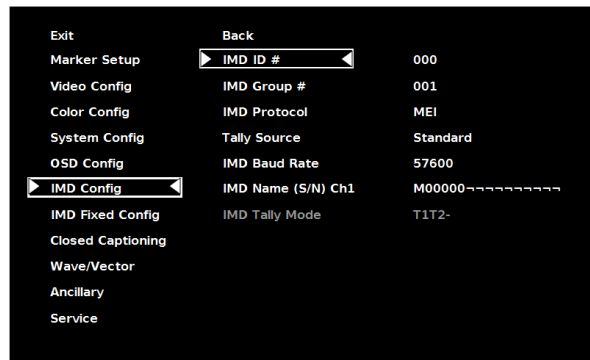 Exit Back
Marker Setup IMD ID # 000
Video Config IMD Group # 001
Color Config IMD Protocol MEI
System Config Tally Source Standard
OSD Config IMD Baud Rate 57600
IMD Config IMD Name (S/N) Ch1 M00000¬¬¬¬¬¬¬¬¬¬
IMD Fixed Config IMD Tally Mode T1T2-
Closed Captioning
Wave/Vector
Ancillary
Service